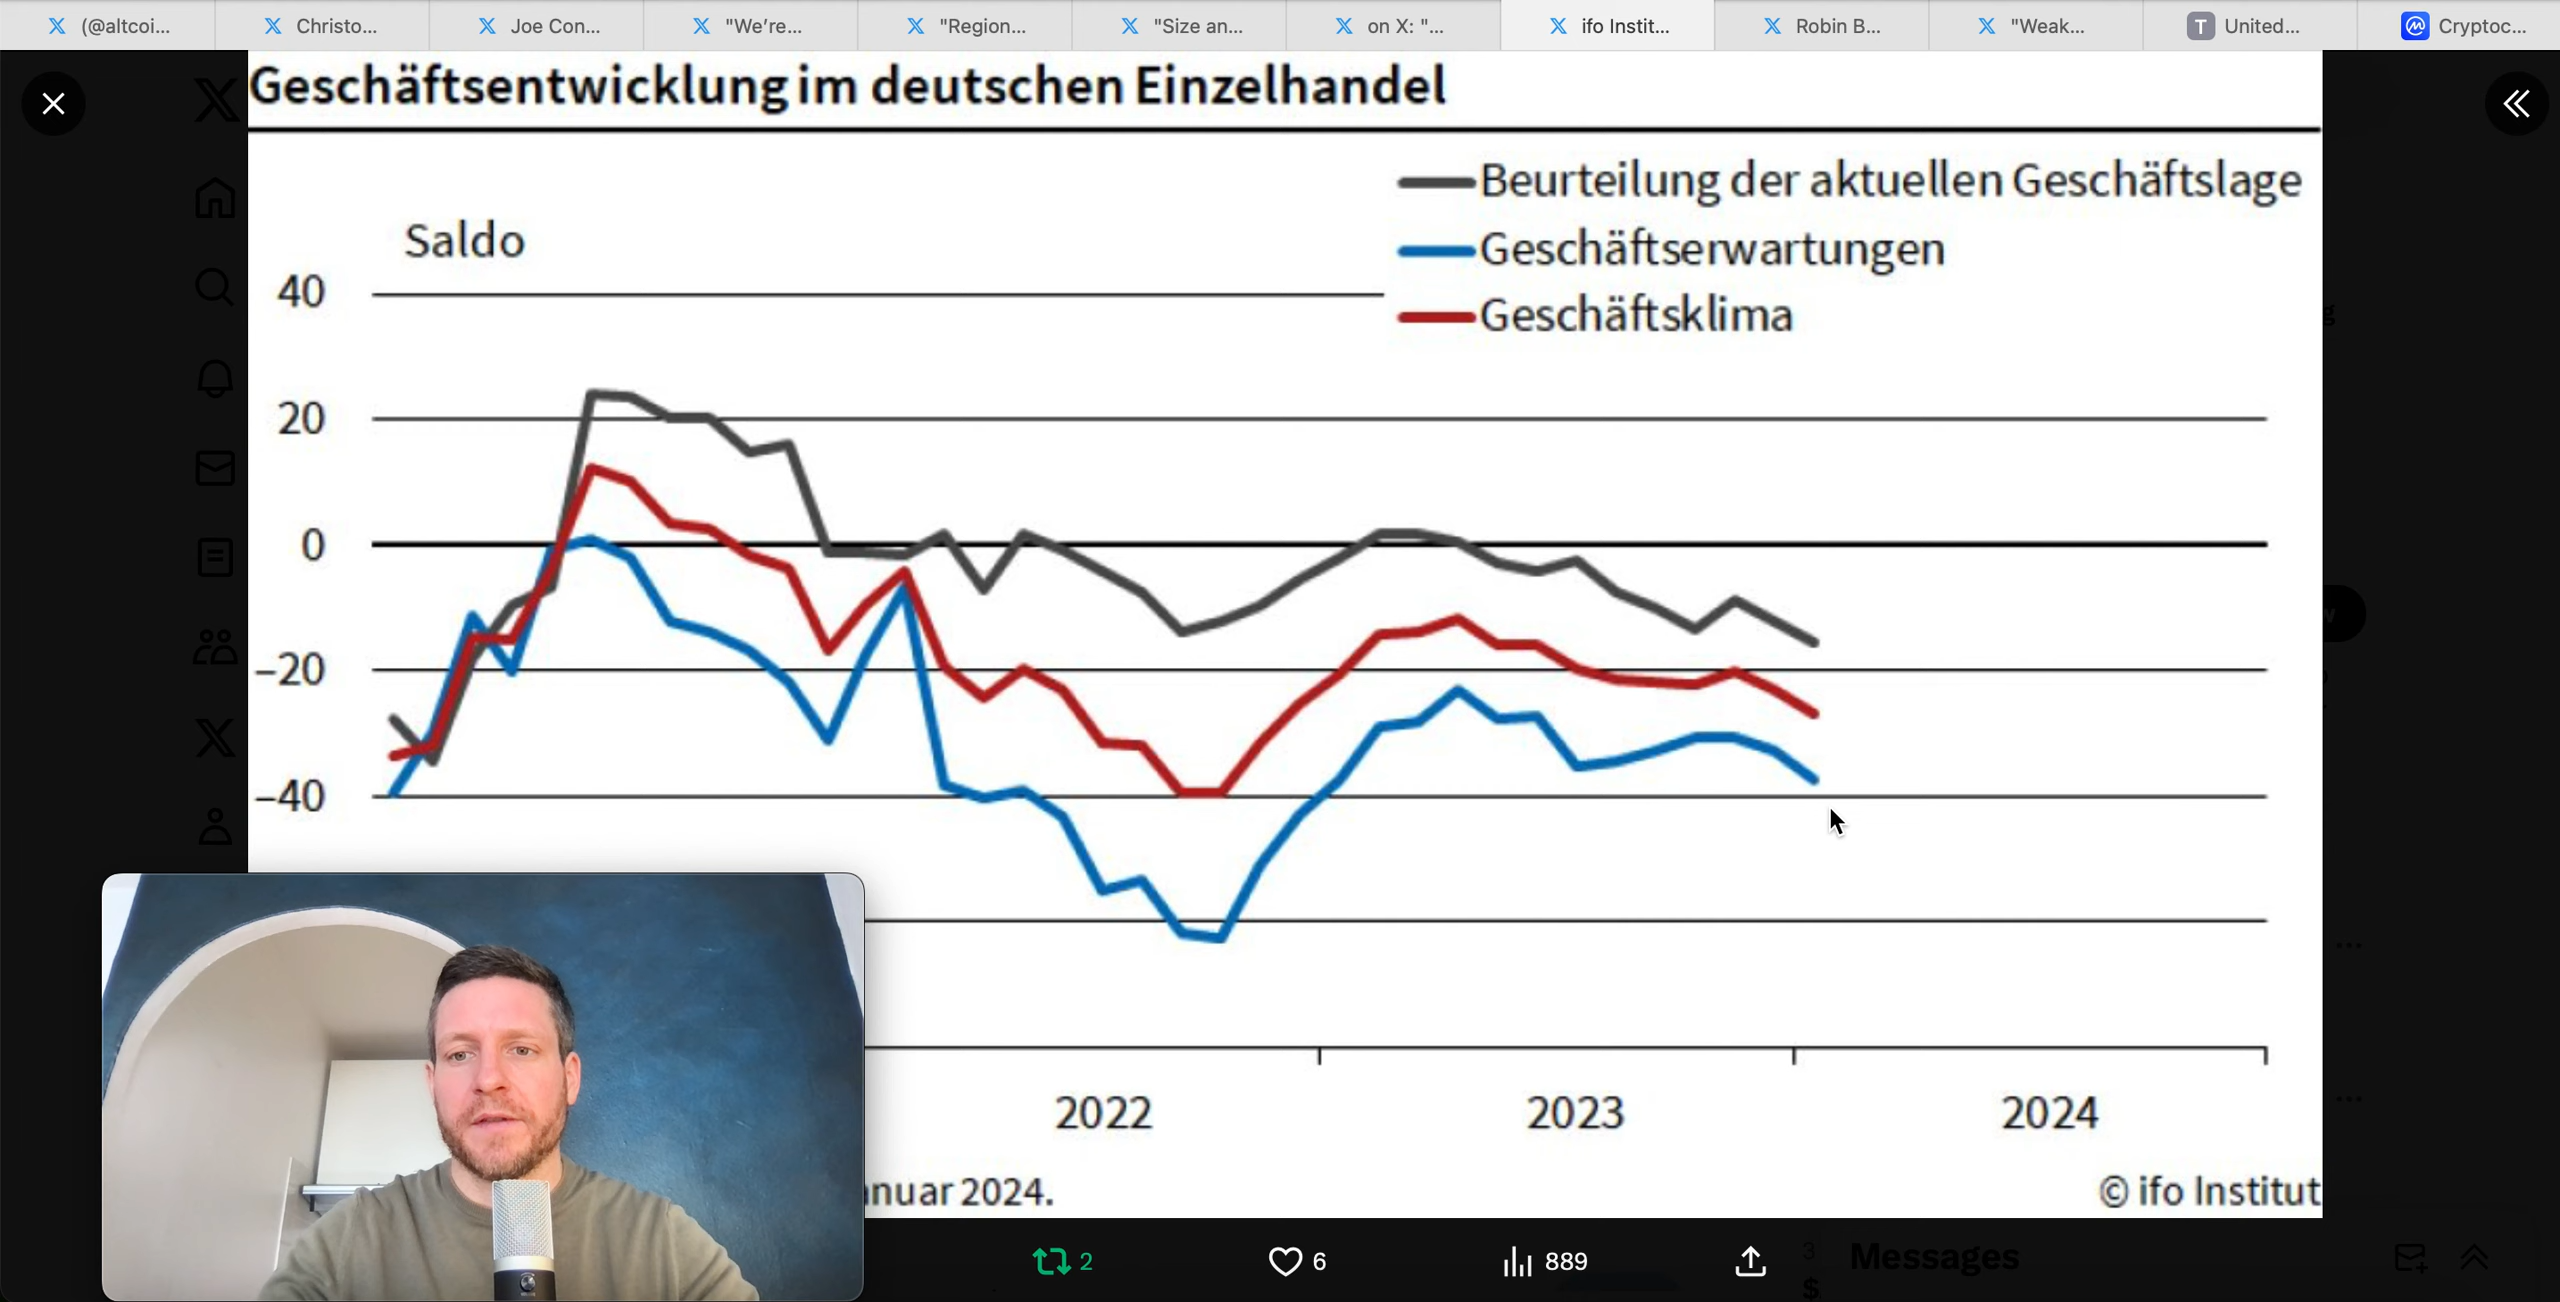 (@altcoi... Christo... Joe Con... "We're... "Region... "Size an... on X: "... ifo Instit... Robin B... "Weak... T United... Cryptoc...
Geschäftsentwicklung im deutschen Einzelhandel
Beurteilung der aktuellen Geschäftslage
Saldo
Geschäftserwartungen
40
Geschäftsklima
20
0
−20
−40
2022 2023 2024
anuar 2024.
© ifo Institut
2 6 889
3
Messages
$